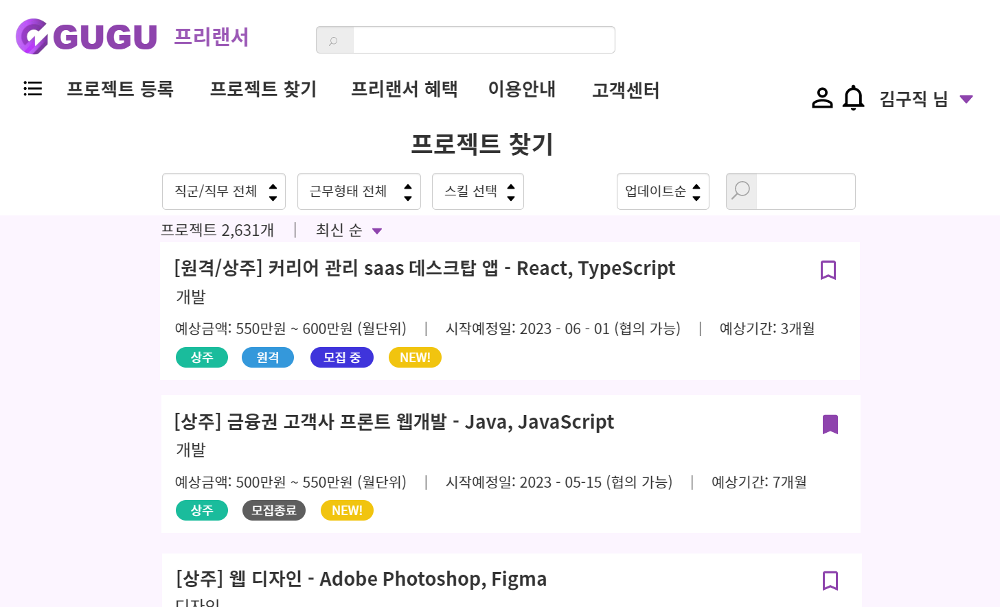 GUGU 프리랜서
프로젝트 등록 프로젝트 찾기 프리랜서 혜택 이용안내 고객센터
김구직 님
프로젝트 찾기
직군/직무 전체 근무형태 전체 스킬 선택 업데이트순
프로젝트 2,631개 | 최신 순
[원격/상주] 커리어 관리 saas 데스크탑 앱 - React, TypeScript
개발
예상금액: 550만원 ~ 600만원 (월단위) | 시작예정일: 2023 - 06 - 01 (협의 가능) | 예상기간: 3개월
상주 원격 모집 중 NEW!
[상주] 금융권 고객사 프론트 웹개발 - Java, JavaScript
개발
예상금액: 500만원 ~ 550만원 (월단위) | 시작예정일: 2023 - 05-15 (협의 가능) | 예상기간: 7개월
상주 모집종료 NEW!
[상주] 웹 디자인 - Adobe Photoshop, Figma
디자인